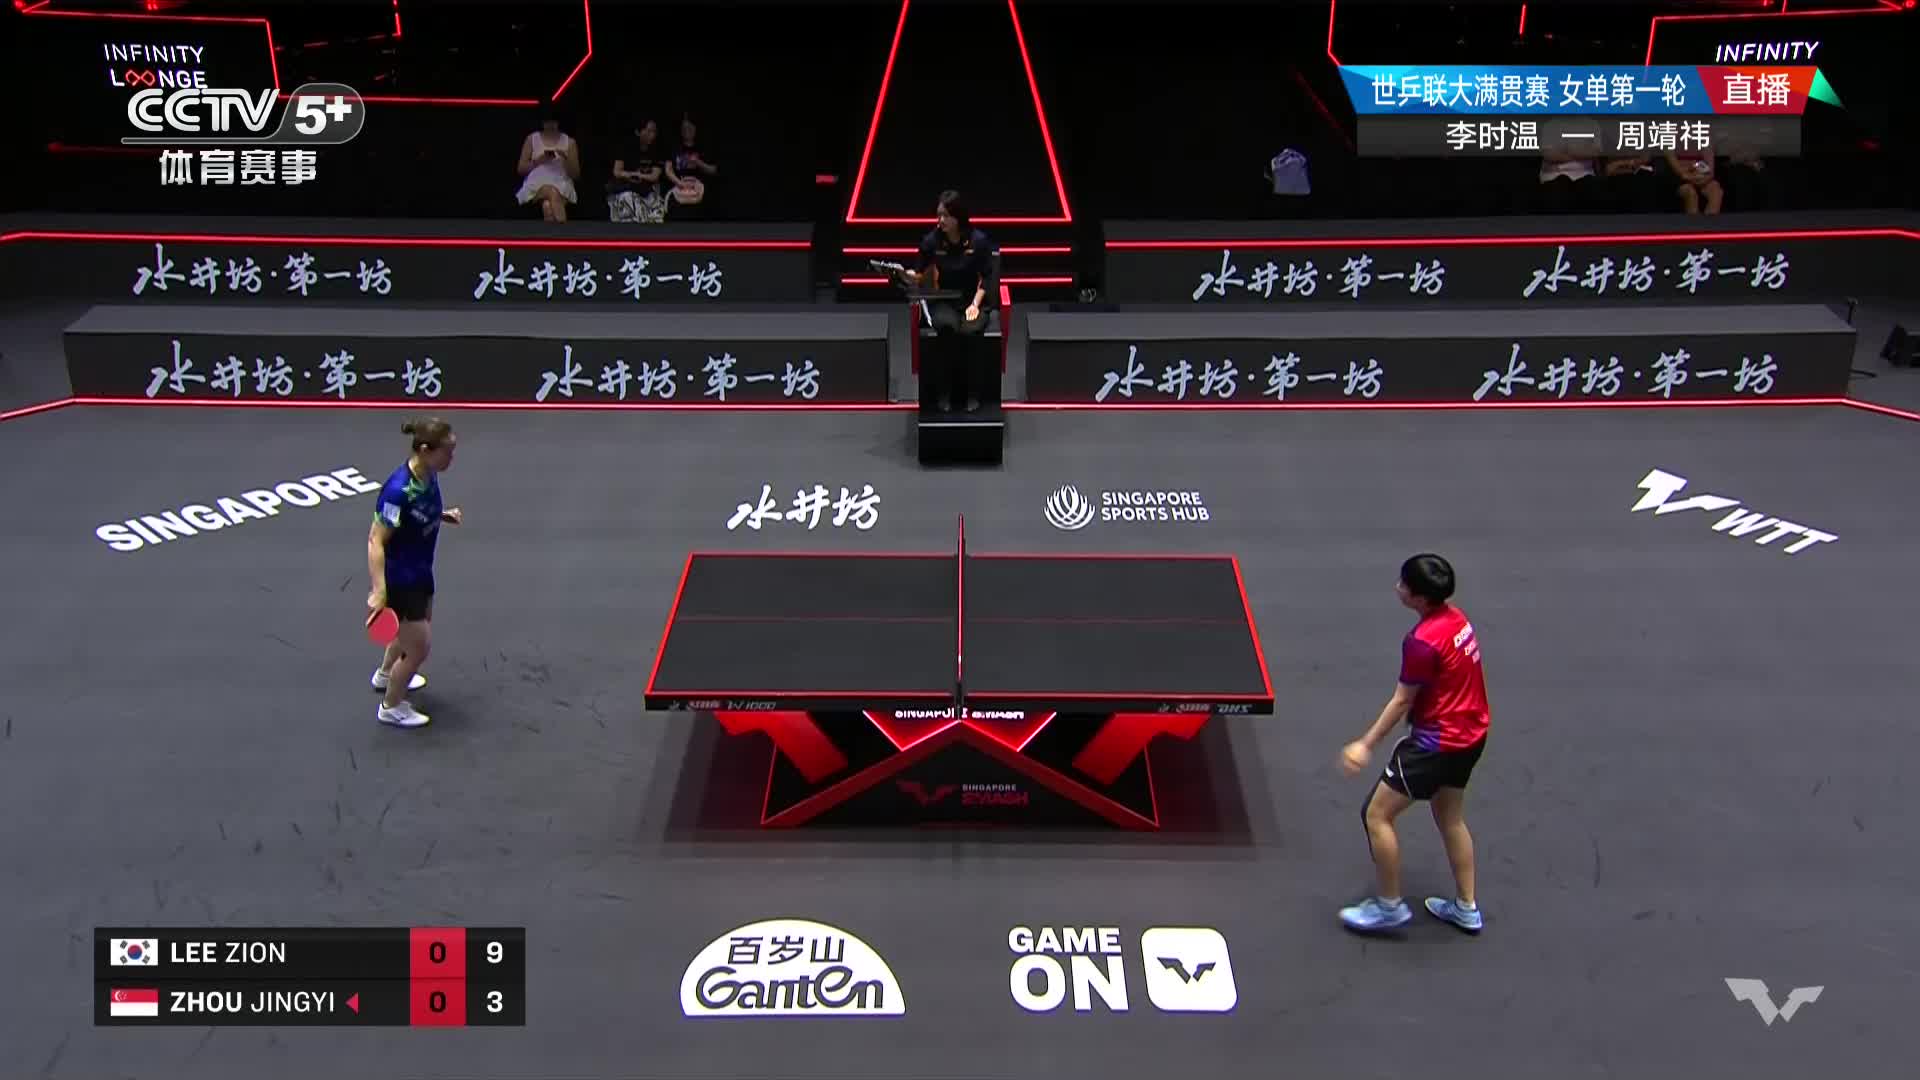 INFINITY
LOONGE
CCTV 5+
体育赛事
INFINITY
世乒联大满贯赛 女单第一轮 直播
李时温 — 周靖祎
水井坊·第一坊 水井坊·第一坊 水井坊·第一坊 水井坊·第一坊
水井坊·第一坊 水井坊·第一坊 水井坊·第一坊 水井坊·第一坊
SINGAPORE
水井坊
SINGAPORE
SPORTS HUB
WTT
SINGAPORE SMASH
SINGAPORE
SMASH
LEE ZION 0 9
ZHOU JINGYI 0 3
百岁山
Ganten
GAME
ON